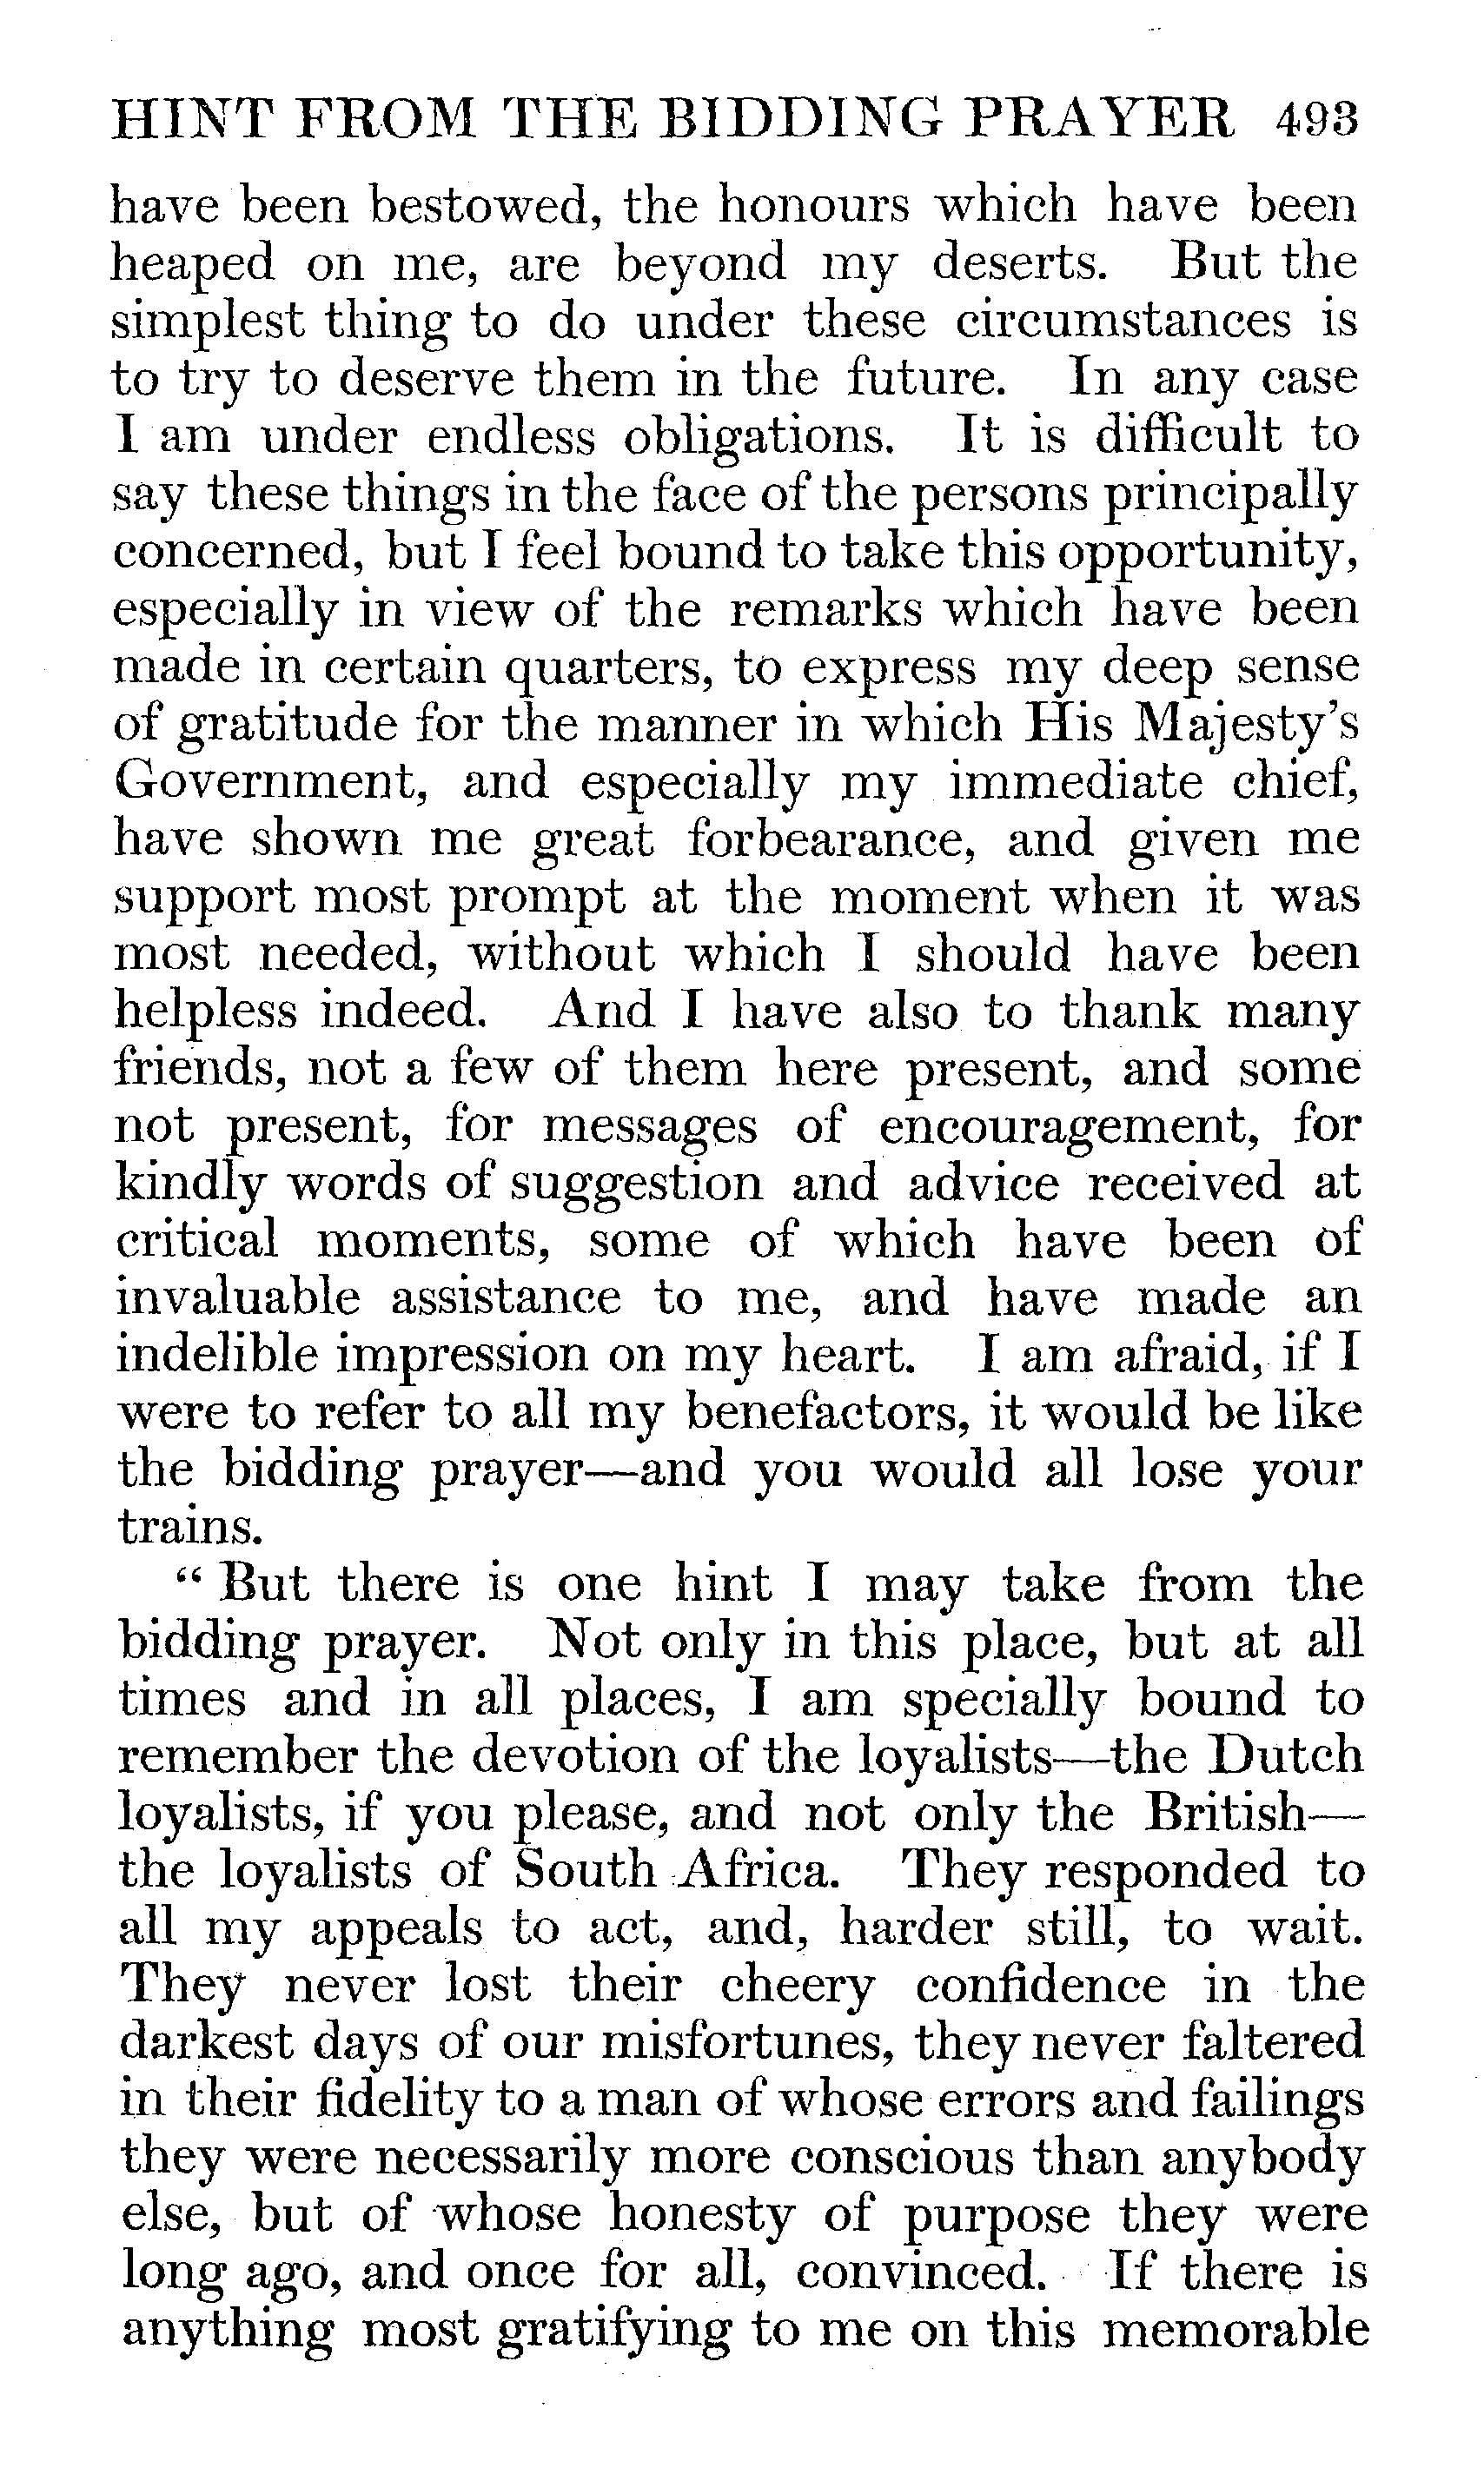 HINT FROM THE BIDDING PRAYER 493
have been bestowed, the honours which have been
heaped on me, are beyond my deserts. But the
simplest thing to do under these circumstances is
to try to deserve them in the future. In any case
I am under endless obligations. It is difficult to
say these things in the face of the persons principally
concerned, but I feel bound to take this opportunity,
especially in view of the remarks which have been
made in certain quarters, to express my deep sense
of gratitude for the manner in which His Majesty's
Government, and especially my immediate chief,
have shown me great forbearance, and given me
support most prompt at the moment when it was
most needed, without which I should have been
helpless indeed. And I have also to thank many
friends, not a few of them here present, and some
not present, for messages of encouragement, for
kindly words of suggestion and advice received at
critical moments, some of which have been of
invaluable assistance to me, and have made an
indelible impression on my heart. I am afraid, if I
were to refer to all my benefactors, it would be like
the bidding prayer—and you would all lose your
trains.
“ But there is one hint I may take from the
bidding prayer. Not only in this place, but at all
times and in all places, I am specially bound to
remember the devotion of the loyalists—the Dutch
loyalists, if you please, and not only the British—
the loyalists of South Africa. They responded to
all my appeals to act, and, harder still, to wait.
They never lost their cheery confidence in the
darkest days of our misfortunes, they never faltered
in their fidelity to a man of whose errors and failings
they were necessarily more conscious than anybody
else, but of whose honesty of purpose they were
long ago, and once for all, convinced. If there is
anything most gratifying to me on this memorable